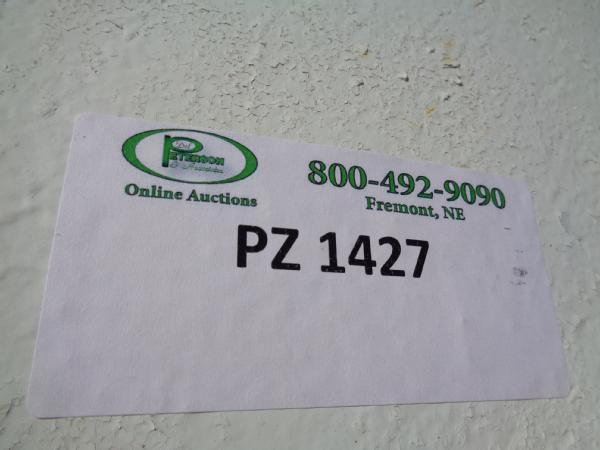 PETERSON
Online Auctions
800-492-9090
Fremont, NE
PZ 1427